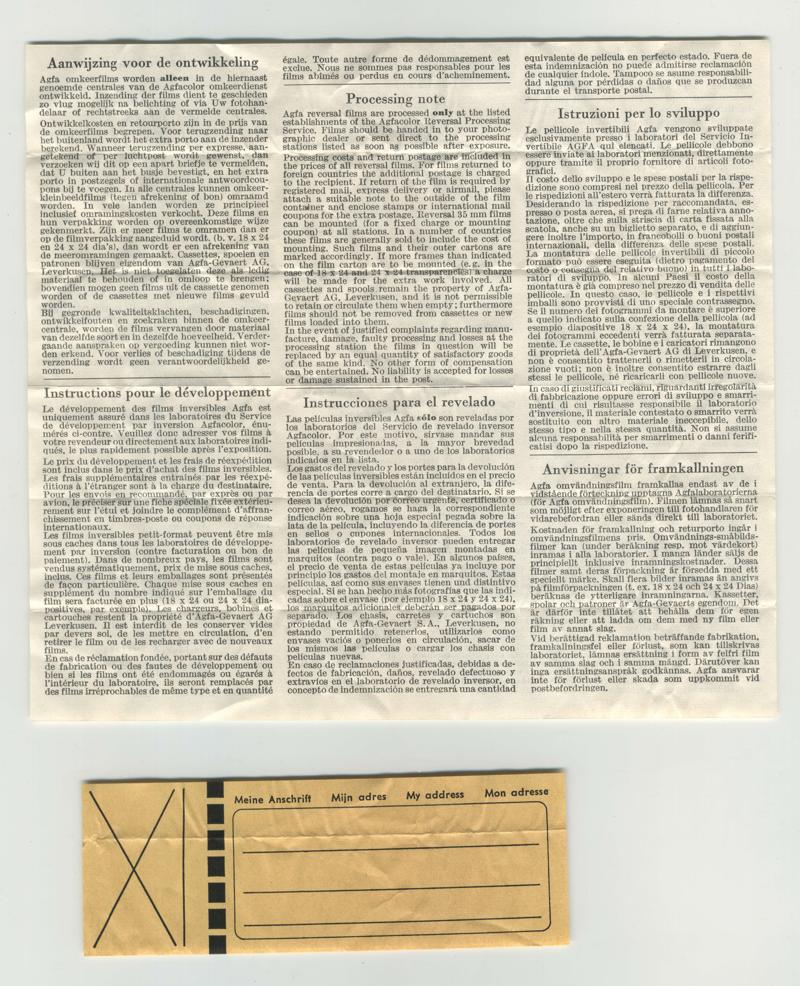 Aanwijzing voor de ontwikkeling
Agfa omkeerfilms worden alleen in de hiernaast
genoemde centrales van de Agfacolor omkeerdienst
ontwikkeld. Inzending der films dient te geschieden
zo vlug mogelijk na belichting of via Uw fotohan-
delaar of rechtstreeks aan de vermelde centrales.
Ontwikkelkosten en retourporto zijn in de prijs van
de omkeerfilms begrepen. Voor terugzending naar
het buitenland wordt het extra porto aan de inzender
berekend. Wanneer terugzending per expresse, aan-
getekend of per luchtpost wordt gewenst, dan
verzoeken wij dit op een apart briefje te vermelden,
dat U buiten aan het busje bevestigt, en het extra
porto in postzegels of internationale antwoordcou-
pons bij te voegen. In alle centrales kunnen omkeer-
kleinbeeldfilms (tegen afrekening of bon) omraamd
worden. In vele landen worden ze principieel
inclusief omramingskosten verkocht. Deze films en
hun verpakking worden op overeenkomstige wijze
gekenmerkt. Zijn er meer films te omramen dan er
op de filmverpakking aangeduid wordt. (b. v. 18 x 24
en 24 x 24 dia's), dan wordt er een afrekening van
de meeromramingen gemaakt. Cassettes, spoelen en
patronen blijven eigendom van Agfa-Gevaert AG,
Leverkusen. Het is niet toegelaten deze als ledig
materiaal te behouden of in omloop te brengen;
bovendien mogen geen films uit de cassette genomen
worden of de cassettes met nieuwe films gevuld
worden.
Bij gegronde kwaliteitsklachten, beschadigingen,
ontwikkelfouten en zoekraken binnen de omkeer-
centrale, worden de films vervangen door materiaal
van dezelfde soort en in dezelfde hoeveelheid. Verder-
gaande aanspraken op vergoeding kunnen niet wor-
den erkend. Voor verlies of beschadiging tijdens de
verzending wordt geen verantwoordelijkheid ge-
nomen.
Instructions pour le développement
Le développement des films inversibles Agfa est
uniquement assuré dans les laboratoires du Service
de développement par inversion Agfacolor, énu-
mérés ci-contre. Veuillez donc adresser vos films à
votre revendeur ou directement aux laboratoires indi-
qués, le plus rapidement possible après l'exposition.
Le prix du développement et les frais de réexpédition
sont inclus dans le prix d'achat des films inversibles.
Les frais supplémentaires entrainés par les réexpé-
ditions à l'étranger sont à la charge du destinataire.
Pour les envois en recommandé, par exprès ou par
avion, le préciser sur une fiche spéciale fixée extérieu-
rement sur l'étui et joindre le complément d'affran-
chissement en timbres-poste ou coupons de réponse
internationaux.
Les films inversibles petit-format peuvent être mis
sous caches dans tous les laboratoires de développe-
ment par inversion (contre facturation ou bon de
paiement). Dans de nombreux pays, les films sont
vendus systématiquement, prix de mise sous caches,
inclus. Ces films et leurs emballages sont présentés
de façon particulière. Chaque mise sous caches en
supplément du nombre indiqué sur l'emballage du
film sera facturée en plus (18 x 24 ou 24 x 24 dia-
positives, par exemple). Les chargeurs, bobines et
cartouches restent la propriété d'Agfa-Gevaert AG
Leverkusen. Il est interdit de les conserver vides
par devers soi, de les mettre en circulation, d'en
retirer le film ou de les recharger avec de nouveaux
films.
En cas de réclamation fondée, portant sur des défauts
de fabrication ou des fautes de développement ou
bien si les films ont été endommagés ou égarés à
l'intérieur du laboratoire, ils seront remplacés par
des films irréprochables de même type et en quantité
égale. Toute autre forme de dédommagement est
exclue. Nous ne sommes pas responsables pour les
films abimés ou perdus en cours d'acheminement.
Processing note
Agfa reversal films are processed only at the listed
establishments of the Agfacolor Reversal Processing
Service. Films should be handed in to your photo-
graphic dealer or sent direct to the processing
stations listed as soon as possible after exposure.
Processing costs and return postage are included in
the prices of all reversal films. For films returned to
foreign countries the additional postage is charged
to the recipient. If return of the film is required by
registered mail, express delivery or airmail, please
attach a suitable note to the outside of the film
container and enclose stamps or international mail
coupons for the extra postage. Reversal 35 mm films
can be mounted (for a fixed charge or mounting
coupon) at all stations. In a number of countries
these films are generally sold to include the cost of
mounting. Such films and their outer cartons are
marked accordingly. If more frames than indicated
on the film carton are to be mounted (e.g. in the
case of 18 x 24 and 24 x 24 transparencies) a charge
will be made for the extra work involved. All
cassettes and spools remain the property of Agfa-
Gevaert AG, Leverkusen, and it is not permissible
to retain or circulate them when empty; furthermore
films should not be removed from cassettes or new
films loaded into them.
In the event of justified complaints regarding manu-
facture, damage, faulty processing and losses at the
processing station the films in question will be
replaced by an equal quantity of satisfactory goods
of the same kind. No other form of compensation
can be entertained. No liability is accepted for losses
or damage sustained in the post.
Instrucciones para el revelado
Las películas inversibles Agfa sólo son reveladas por
los laboratorios del Servicio de revelado inversor
Agfacolor. Por este motivo, sírvase mandar sus
películas impresionadas, a la mayor brevedad
posible, a su revendedor o a uno de los laboratorios
indicados en la lista.
Los gastos del revelado y los portes para la devolución
de las películas inversibles están incluidos en el precio
de venta. Para la devolución al extranjero, la dife-
rencia de portes corre a cargo del destinatario. Si se
desea la devolución por correo urgente, certificado o
correo aéreo, rogamos se haga la correspondiente
indicación sobre una hoja especial pegada sobre la
lata de la película, incluyendo la diferencia de portes
en sellos o cupones internacionales. Todos los
laboratorios de revelado inversor pueden entregar
las películas de pequeña imagen montadas en
marquitos (contra pago o vale). En algunos países,
el precio de venta de estas películas ya incluye por
principio los gastos del montaje en marquitos. Estas
películas, así como sus envases tienen und distintivo
especial. Si se han hecho más fotografías que las indi-
cadas sobre el envase (por ejemplo 18 x 24 y 24 x 24),
los marquitos adicionales deberán ser pagados por
separado. Los chasis, carretes y cartuchos son
propiedad de Agfa-Gevaert S. A., Leverkusen, no
estando permitido retenerlos, utilizarlos como
envases vacíos o ponerlos en circulación, sacar de
los mismos las películas o cargar los chasis con
películas nuevas.
En caso de reclamaciones justificadas, debidas a de-
fectos de fabricación, daños, revelado defectuoso y
extravíos en el laboratorio de revelado inversor, en
concepto de indemnización se entregará una cantidad
equivalente de película en perfecto estado. Fuera de
esta indemnización no puede admitirse reclamación
de cualquier índole. Tampoco se asume responsabili-
dad alguna por pérdidas o daños que se produzcan
durante el transporte postal.
Istruzioni per lo sviluppo
Le pellicole invertibili Agfa vengono sviluppate
esclusivamente presso i laboratori del Servizio In-
vertibile AGFA qui elencati. Le pellicole debbono
essere inviate ai laboratori menzionati, direttamente
oppure tramite il proprio fornitore di articoli foto-
grafici.
Il costo dello sviluppo e le spese postali per la rispe-
dizione sono compresi nel prezzo della pellicola. Per
le rispedizioni all'estero verrà fatturata la differenza.
Desiderando la rispedizione per raccomandata, es-
presso o posta aerea, si prega di farne relativa anno-
tazione, oltre che sulla striscia di carta fissata alla
scatola, anche su un biglietto separato, e di aggiun-
gere inoltre l'importo, in francobolli o buoni postali
internazionali, della differenza delle spese postali.
La montatura delle pellicole invertibili di piccolo
formato può essere eseguita (dietro pagamento del
costo o consegna del relativo buono) in tutti i labo-
ratori del Servizio Agfa. In alcuni Paesi il costo della
montatura è già compreso nel prezzo di vendita delle
pellicole. In questo caso, le pellicole e i rispettivi
imballi sono provvisti di uno speciale contrassegno.
Se il numero dei fotogrammi da montare è superiore
a quello indicato sulla confezione della pellicola (ad
esempio diapositive 18 x 24 x 24), la montatura
dei fotogrammi eccedenti verrà fatturata separata-
mente. Le cassette, le bobine e i caricatori rimangono
di proprietà dell'Agfa-Gevaert AG di Leverkusen, e
non è consentito trattenerli o rimetterli in circola-
zione vuoti; non è inoltre consentito estrarre dagli
stessi le pellicole, né ricaricarli con pellicole nuove.
In caso di giustificati reclami, riguardanti irregolarità
di fabbricazione oppure errori di sviluppo e smarri-
menti di cui risultasse responsabile il laboratorio
d'inversione, il materiale contestato o smarrito verrà
sostituito con altro materiale ineccepibile, dello
stesso tipo e nella stessa quantità. Non si assume
alcuna responsabilità per smarrimenti o danni ferifi-
catisi dopo la rispedizione.
Anvisningar för framkallningen
Agfa omvändningsfilm framkallas endast av de i
vidstående förteckning upptagna Agfalaboratorierna
(för Agfa omvändningsfilm). Filmen lämnas så snart
som möjligt efter exponeringen till fotohandlaren för
vidarebefordran eller sänds direkt till laboratoriet.
Kostnaden för framkallning och returporto ingår i
omvändningsfilmens pris. Omvändnings-småbilds-
filmer kan (under beräkning resp. mot värdekort)
inramas i alla laboratorier. I många länder säljs de
principiellt inklusive inramningskostnader. Dessa
filmer samt deras förpackning är försedda med ett
speciellt märke. Skall flera bilder inramas än angivs
på filmförpackningen (t. ex. 18 x 24 och 24 x 24 Dias)
beräknas de ytterligare inramningarna. Kassetter,
spolar och patroner är Agfa-Gevaerts egendom. Det
är därför inte tillåtet att behålla dem för egen
räkning eller att ladda om dem med ny film eller
film av annat slag.
Vid berättigad reklamation beträffande fabrikation,
framkallningsfel eller förlust, som kan tillskrivas
laboratoriet, lämnas ersättning i form av felfri film
av samma slag och i samma mängd. Därutöver kan
inga ersättningsanspråk godkännas. Agfa ansvarar
inte för förlust eller skada som uppkommit vid
postbefordringen.
Meine Anschrift Mijn adres My address Mon adresse